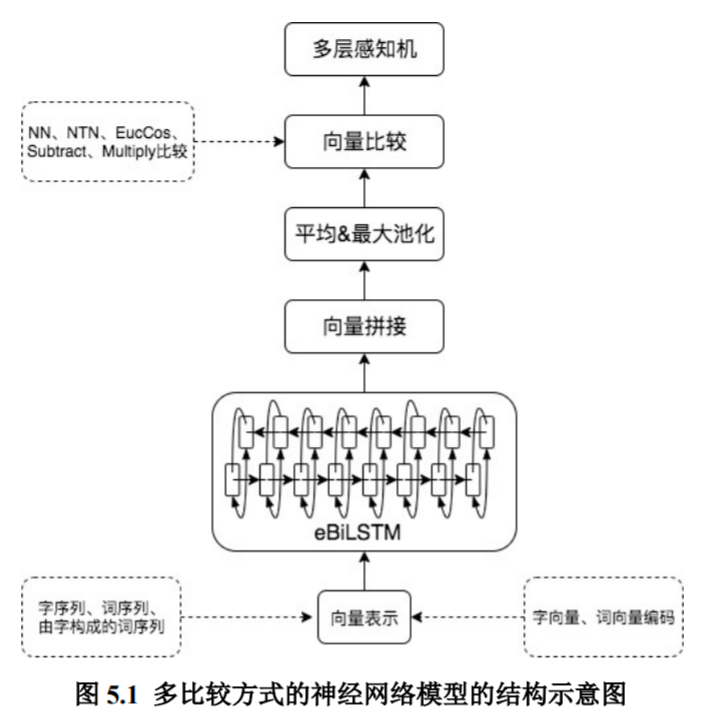 多层感知机
NN、NTN、EucCos、
Subtract、Multiply比较
向量比较
平均&最大池化
向量拼接
eBiLSTM
字序列、词序列、
由字构成的词序列
向量表示
字向量、词向量编码
图 5.1 多比较方式的神经网络模型的结构示意图